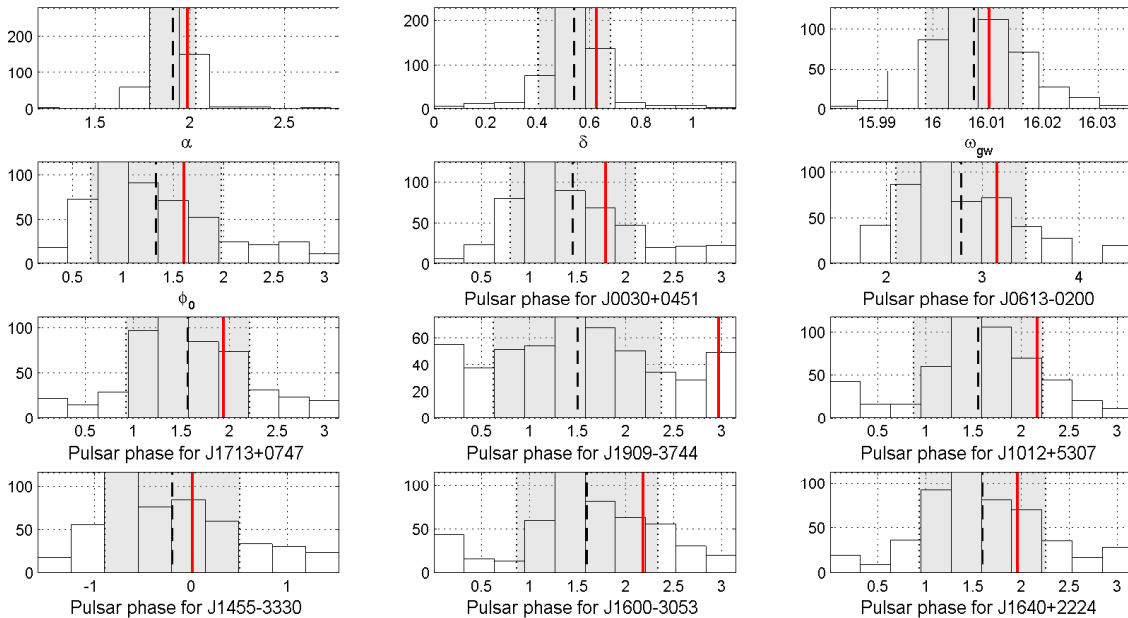 200
100
0
1.5 2 2.5
α
200
100
0
0 0.2 0.4 0.6 0.8 1
δ
100
50
0
15.99 16 16.01 16.02 16.03
ω_gw
100
50
0
0.5 1 1.5 2 2.5 3
φ_0
100
50
0
0 0.5 1 1.5 2 2.5 3
Pulsar phase for J0030+0451
100
50
0
2 3 4
Pulsar phase for J0613-0200
100
50
0
0.5 1 1.5 2 2.5 3
Pulsar phase for J1713+0747
60
40
20
0
0.5 1 1.5 2 2.5 3
Pulsar phase for J1909-3744
100
50
0
0.5 1 1.5 2 2.5 3
Pulsar phase for J1012+5307
100
50
0
-1 0 1
Pulsar phase for J1455-3330
100
50
0
0.5 1 1.5 2 2.5 3
Pulsar phase for J1600-3053
100
50
0
0.5 1 1.5 2 2.5 3
Pulsar phase for J1640+2224